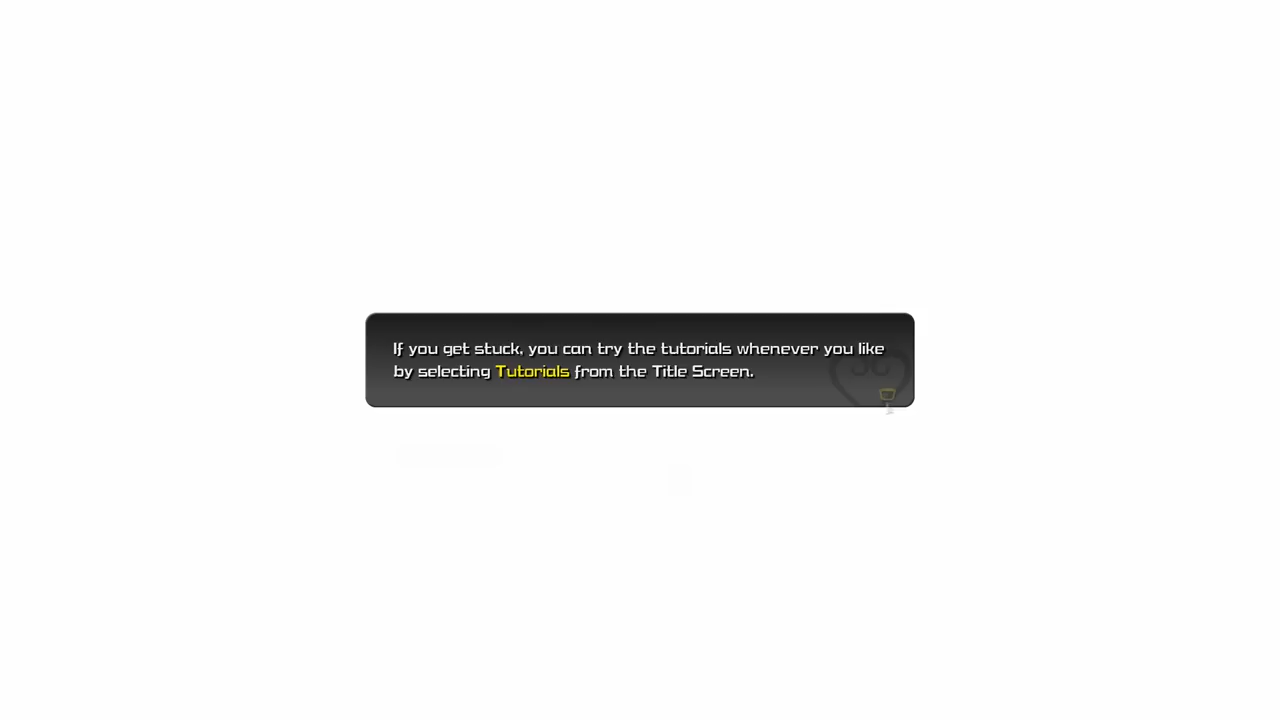 If you get stuck, you can try the tutorials whenever you like
by selecting Tutorials from the Title Screen.